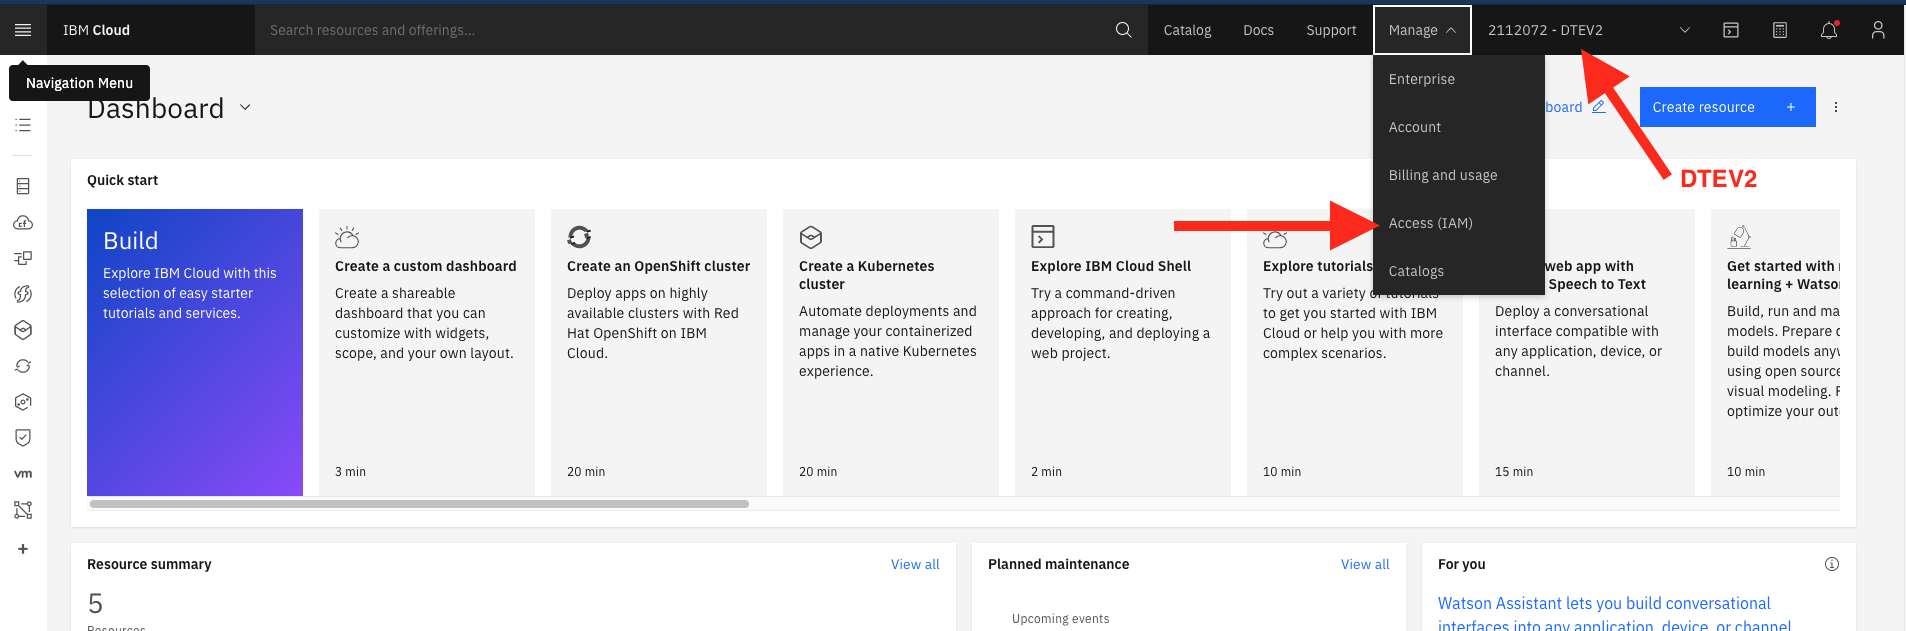 IBM Cloud
Search resources and offerings...
Catalog
Docs
Support
Manage
2112072 - DTEV2
Navigation Menu
Dashboard
Enterprise
Account
Billing and usage
Access (IAM)
Catalogs
board
Create resource +
DTEV2
Quick start
Build
Explore IBM Cloud with this
selection of easy starter
tutorials and services.
Create a custom dashboard
Create a shareable
dashboard that you can
customize with widgets,
scope, and your own layout.
3 min
Create an OpenShift cluster
Deploy apps on highly
available clusters with Red
Hat OpenShift on IBM
Cloud.
20 min
Create a Kubernetes
cluster
Automate deployments and
manage your containerized
apps in a native Kubernetes
experience.
20 min
Explore IBM Cloud Shell
Try a command-driven
approach for creating,
developing, and deploying a
web project.
2 min
Explore tutorials
Try out a variety of tutorials
to get you started with IBM
Cloud or help you with more
complex scenarios.
10 min
web app with
Speech to Text
Deploy a conversational
interface compatible with
any application, device, or
channel.
15 min
Get started with
learning + Watso
Build, run and ma
models. Prepare
build models any
using open source
visual modeling.
optimize your out
10 min
vm
Resource summary
View all
5
Resources
Planned maintenance
View all
Upcoming events
For you
Watson Assistant lets you build conversational
interfaces into any application, device, or channel